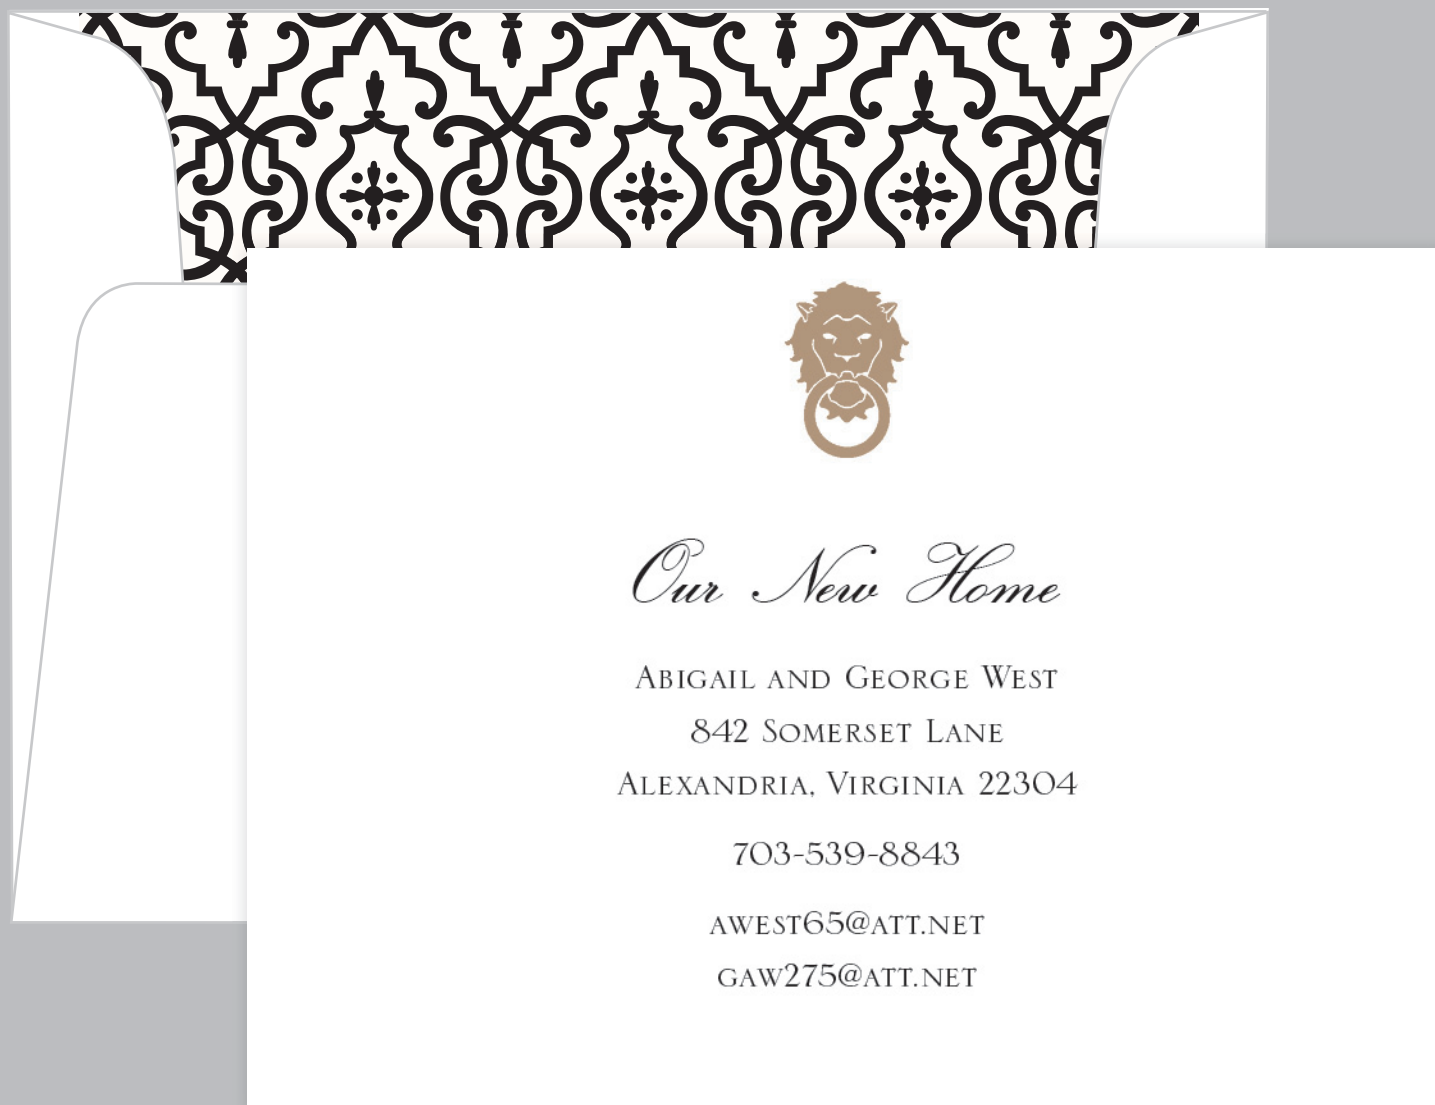 Our New Home
Abigail and George West
842 Somerset Lane
Alexandria, Virginia 22304
703-539-8843
awest65@att.net
gaw275@att.net